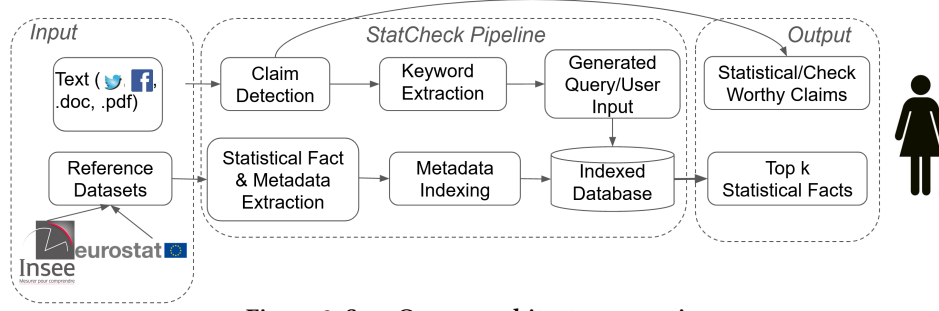 Input
StatCheck Pipeline
Output
Text ( , ,
.doc, .pdf)
Claim
Detection
Keyword
Extraction
Generated
Query/User
Input
Statistical/Check
Worthy Claims
Reference
Datasets
Statistical Fact
& Metadata
Extraction
Metadata
Indexing
Indexed
Database
Top k
Statistical Facts
Insee
Mesurer pour comprendre
eurostat